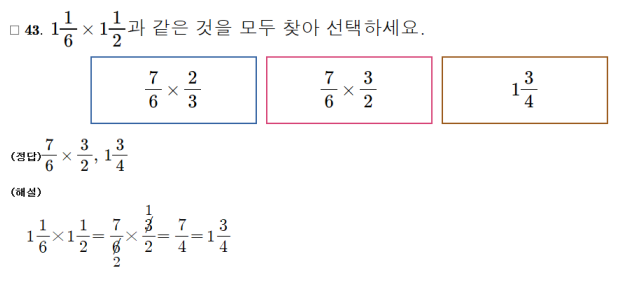 □ 43. 1 1/6 × 1 1/2 과 같은 것을 모두 찾아 선택하세요.
7/6 × 2/3    7/6 × 3/2    1 3/4
(정답) 7/6 × 3/2, 1 3/4
(해설)
1 1/6 × 1 1/2 = 7/6̸ 2 × 1 3̸/2 = 7/4 = 1 3/4